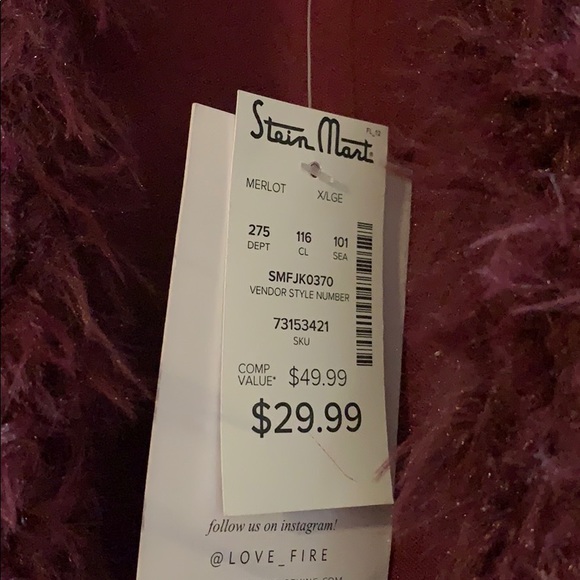 Stein Mart®
FL_12
MERLOT X/LGE
275 116 101
DEPT CL SEA
SMFJK0370
VENDOR STYLE NUMBER
73153421
SKU
COMP
VALUE* $49.99
$29.99
follow us on instagram!
@LOVE_FIRE